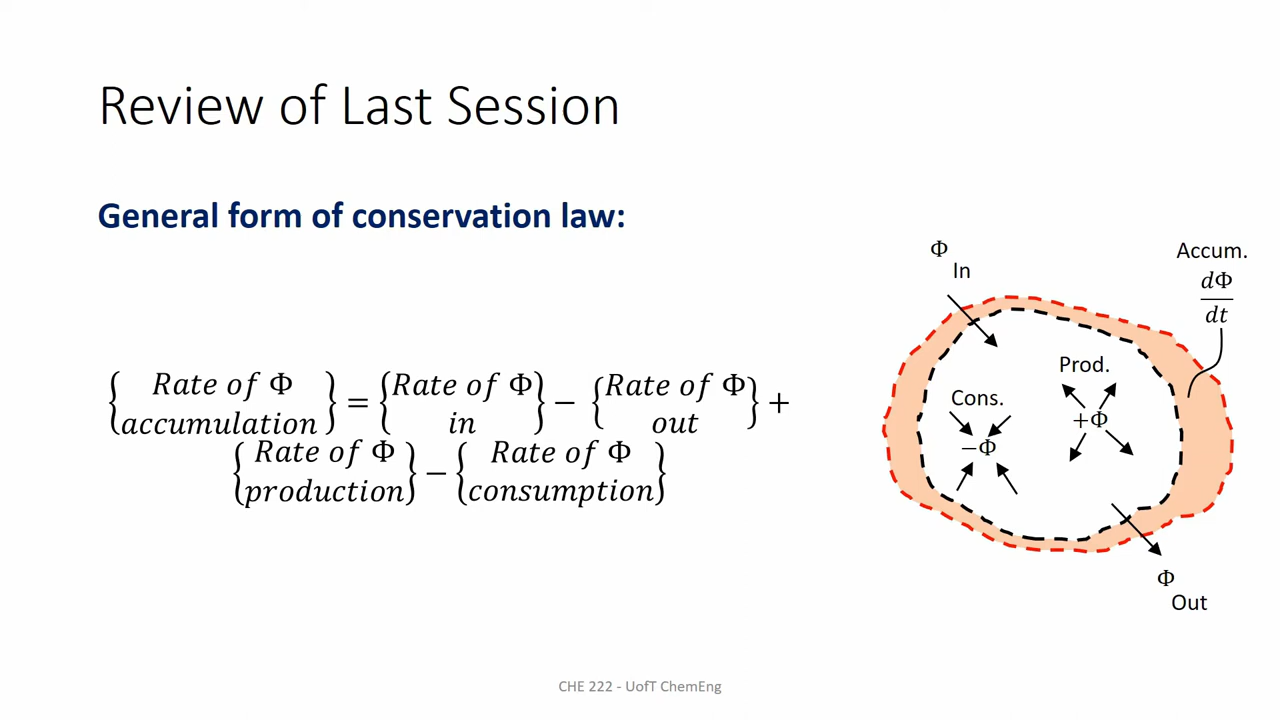 Review of Last Session
General form of conservation law:
{Rate of Φ accumulation} = {Rate of Φ in} − {Rate of Φ out} +
{Rate of Φ production} − {Rate of Φ consumption}
Φ
In
Accum.
dΦ
dt
Prod.
+Φ
Cons.
−Φ
Φ
Out
CHE 222 - UofT ChemEng